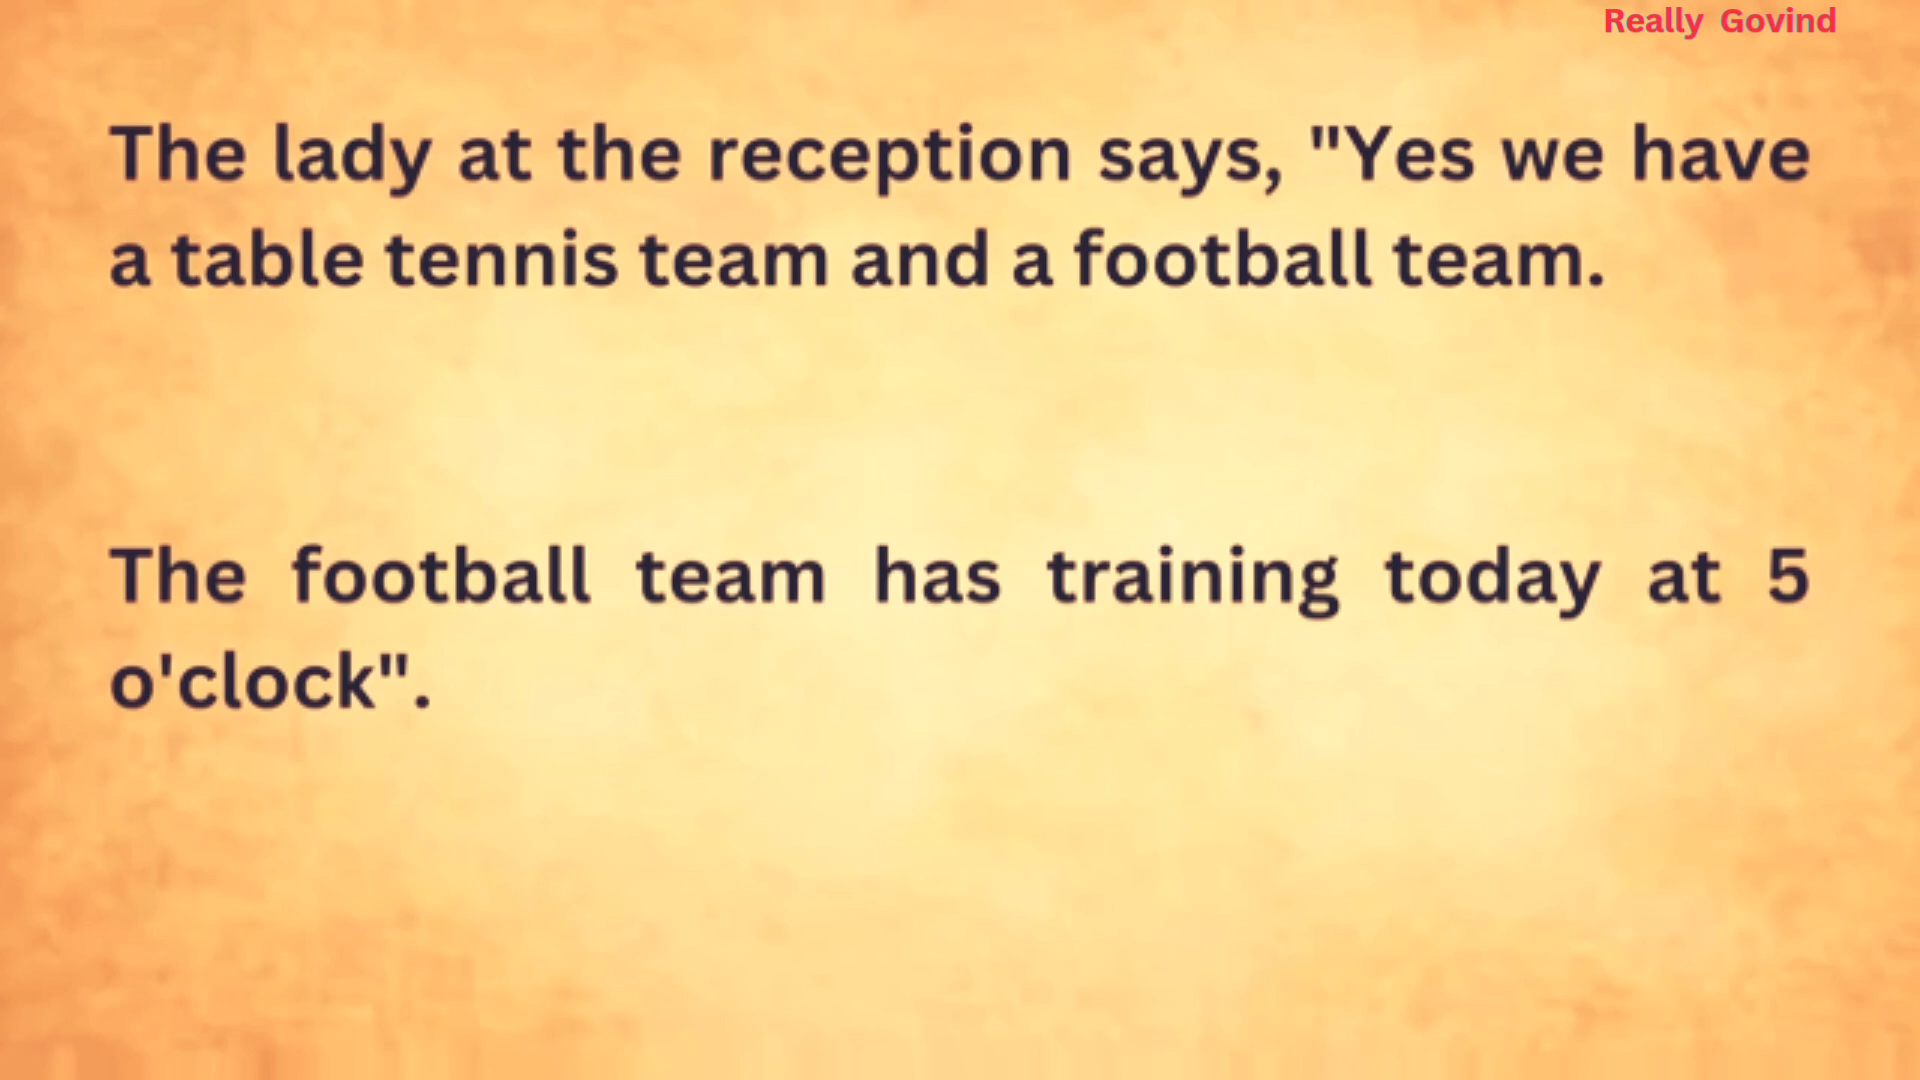 Really Govind
The lady at the reception says, "Yes we have
a table tennis team and a football team.
The football team has training today at 5
o'clock".